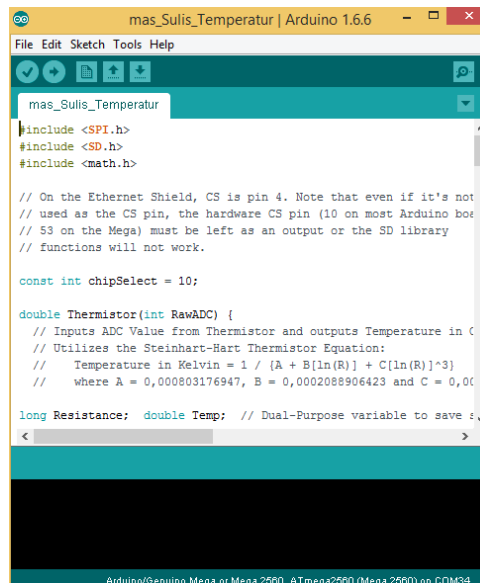 mas_Sulis_Temperatur | Arduino 1.6.6
File Edit Sketch Tools Help
mas_Sulis_Temperatur
#include <SPI.h>
#include <SD.h>
#include <math.h>
// On the Ethernet Shield, CS is pin 4. Note that even if it's not
// used as the CS pin, the hardware CS pin (10 on most Arduino
// 53 on the Mega) must be left as an output or the SD library
// functions will not work.
const int chipSelect = 10;
double Thermistor(int RawADC) {
// Inputs ADC Value from Thermistor and outputs Temperature in
// Utilizes the Steinhart-Hart Thermistor Equation:
// Temperature in Kelvin = 1 / {A + B[ln(R)] + C[ln(R)]^3}
// where A = 0,000803176947, B = 0,0002088906423 and C = 0,00
long Resistance; double Temp; // Dual-Purpose variable to save
Arduino/Genuino Mega or Mega 2560, ATmega2560 (Mega 2560) on COM34